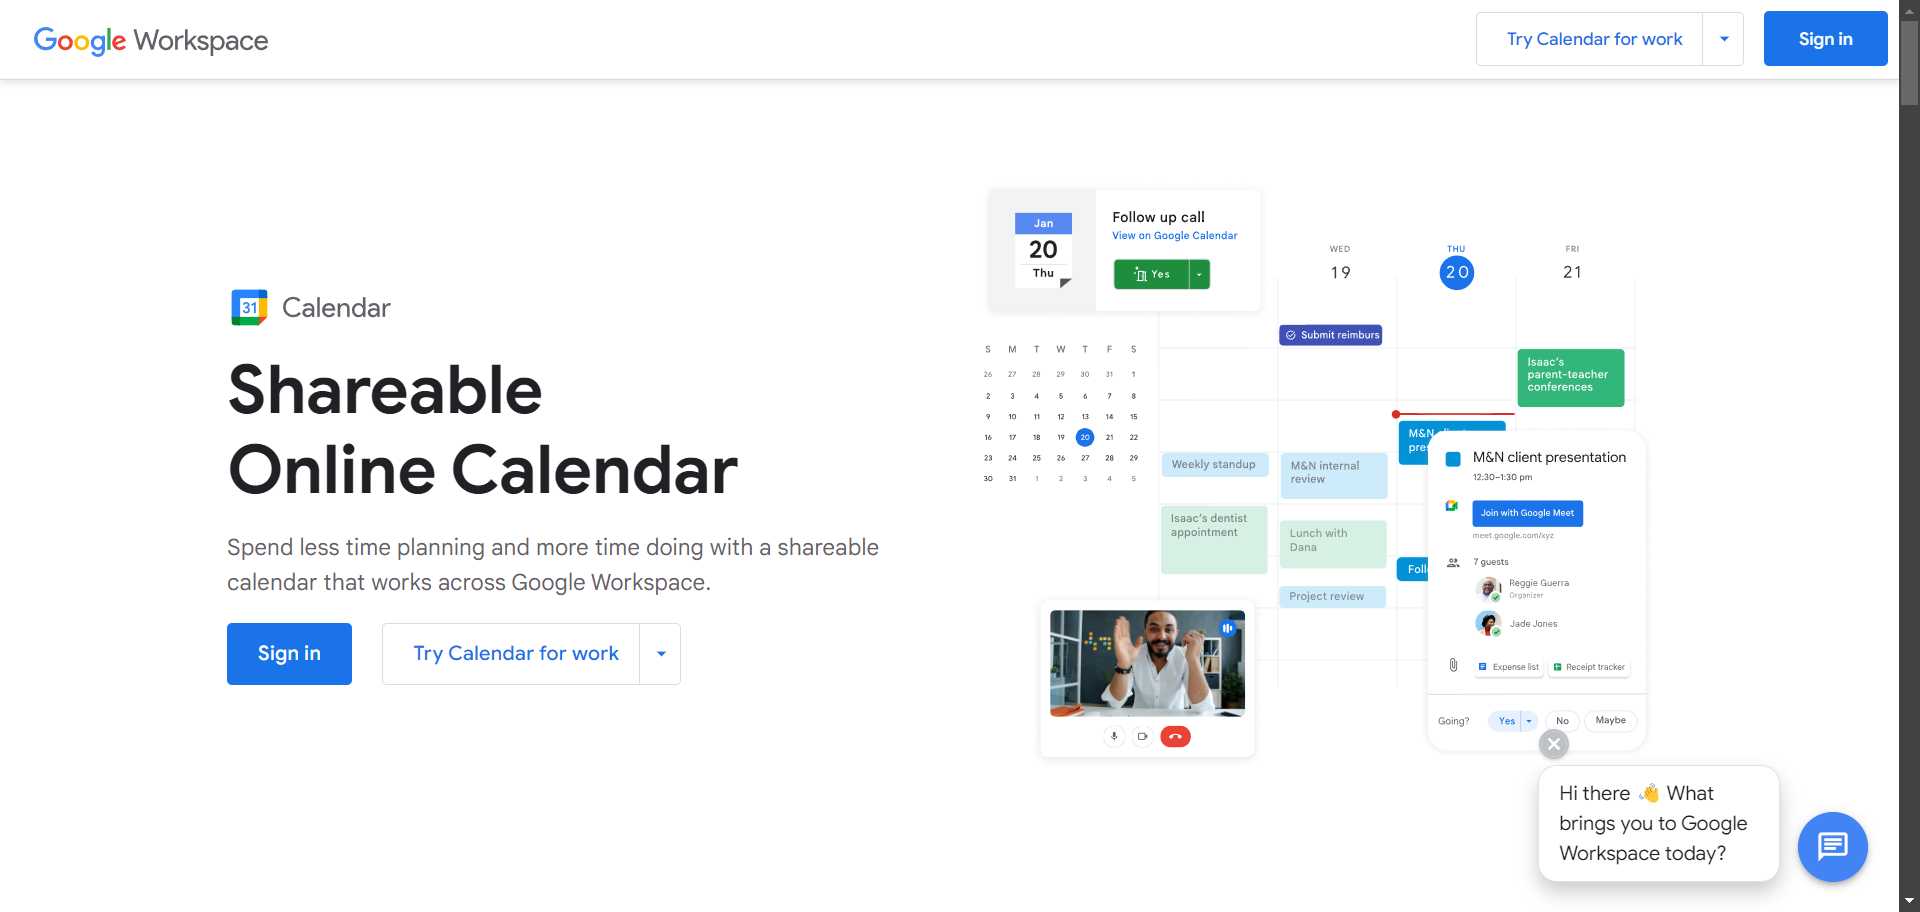 Google Workspace
Try Calendar for work
Sign in
31
Calendar
Shareable
Online Calendar
Spend less time planning and more time doing with a shareable
calendar that works across Google Workspace.
Sign in
Try Calendar for work
Jan
20
Thu
Follow up call
View on Google Calendar
Yes
S M T W T F S
26 27 28 29 30 31 1
2 3 4 5 6 7 8
9 10 11 12 13 14 15
16 17 18 19 20 21 22
23 24 25 26 27 28 29
30 31 1 2 3 4 5
WED THU FRI
19 20 21
Submit reimburs
Isaac's
parent-teacher
conferences
M&N client
pres
Weekly standup
M&N internal
review
Isaac's dentist
appointment
Lunch with
Dana
Foll
Project review
M&N client presentation
12:30–1:30 pm
Join with Google Meet
meet.google.com/xyz
7 guests
Reggie Guerra
Organizer
Jade Jones
Expense list
Receipt tracker
Going?
Yes
No
Maybe
Hi there 👋 What
brings you to Google
Workspace today?